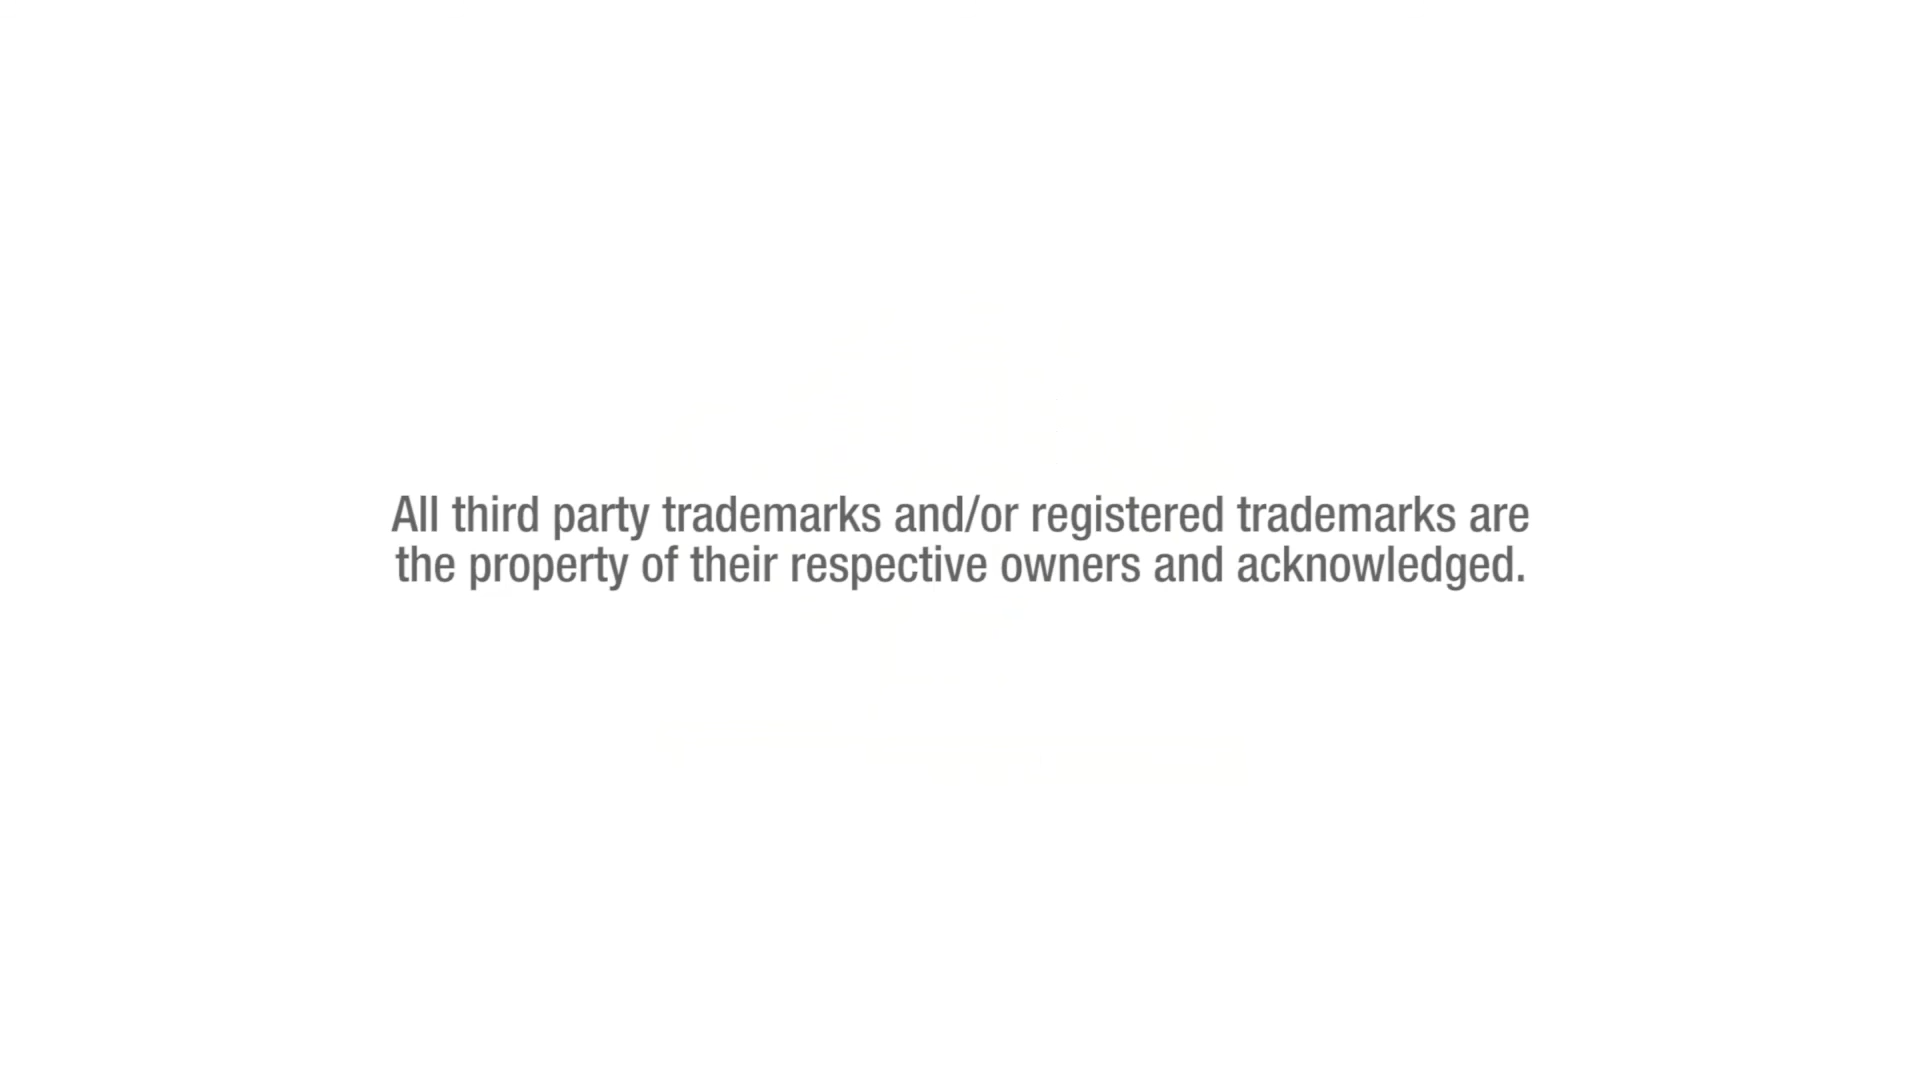 All third party trademarks and/or registered trademarks are
the property of their respective owners and acknowledged.